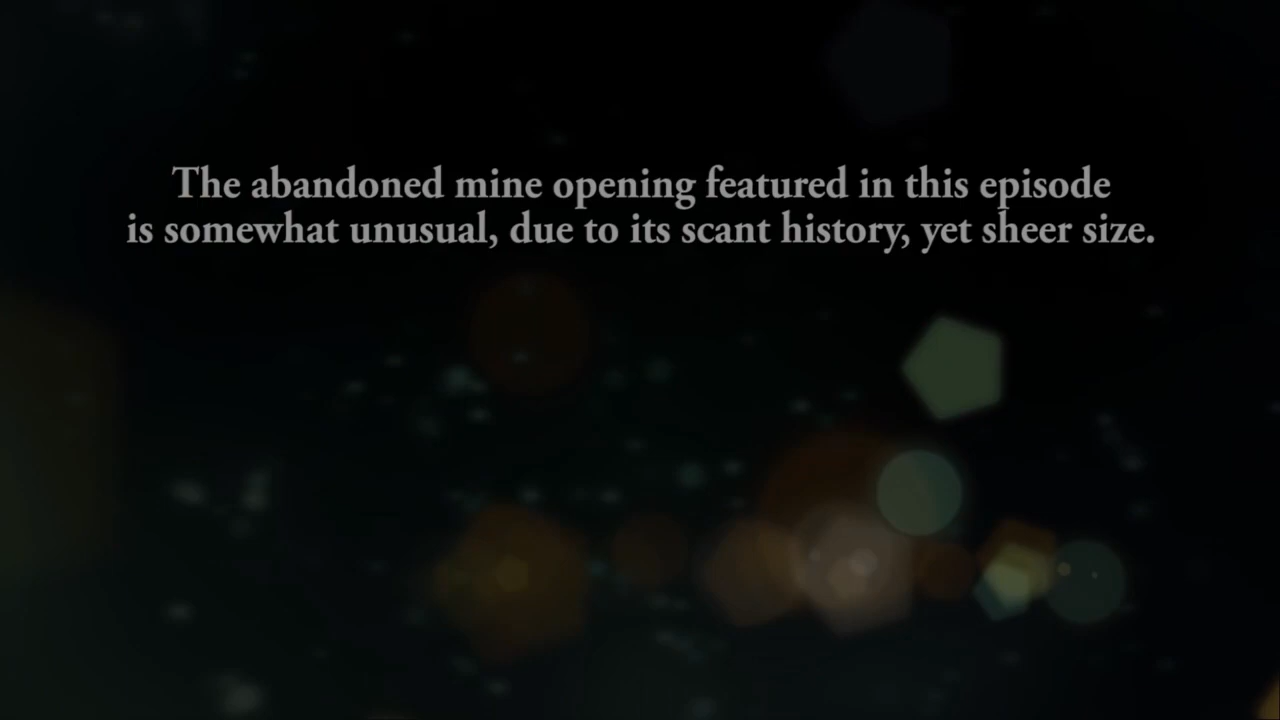 The abandoned mine opening featured in this episode
is somewhat unusual, due to its scant history, yet sheer size.